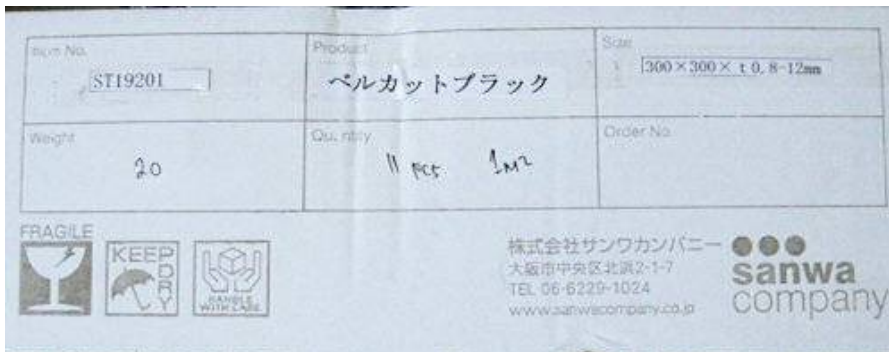 Item No.
ST19201
Product
ベルカットブラック
Size
300×300×t0.8-12mm
Weight
20
Quantity
11 PCS 1M2
Order No.
FRAGILE
KEEP DRY
HANDLE WITH CARE
株式会社サンワカンパニー
大阪市中央区北浜2-1-7
TEL 06-6229-1024
www.sanwacompany.co.jp
sanwa
company